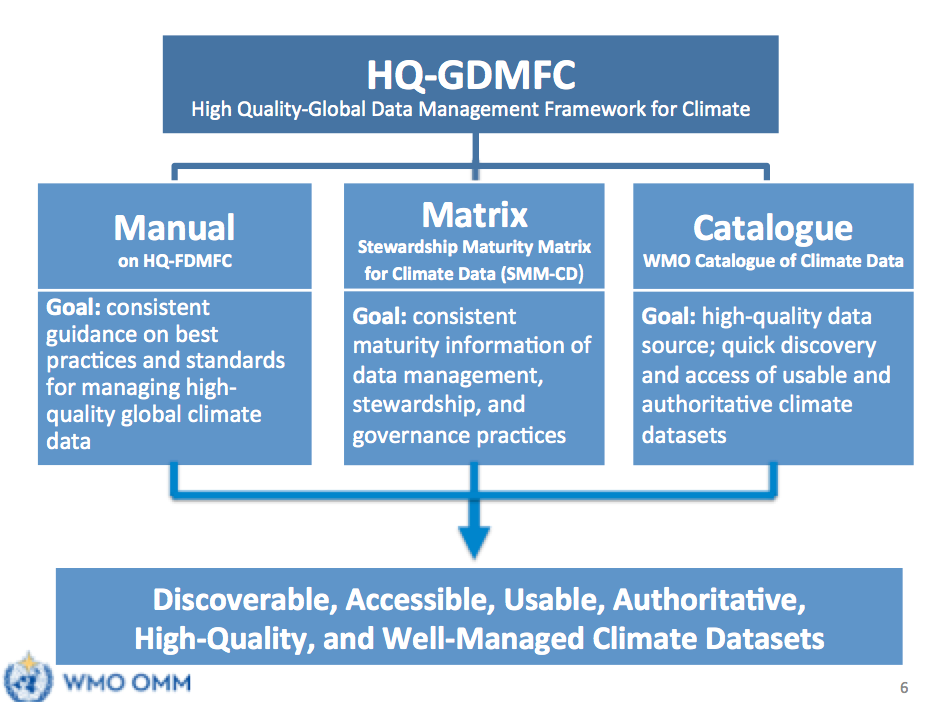 HQ-GDMFC
High Quality-Global Data Management Framework for Climate
Manual
on HQ-FDMFC
Goal: consistent
guidance on best
practices and standards
for managing high-
quality global climate
data
Matrix
Stewardship Maturity Matrix
for Climate Data (SMM-CD)
Goal: consistent
maturity information of
data management,
stewardship, and
governance practices
Catalogue
WMO Catalogue of Climate Data
Goal: high-quality data
source; quick discovery
and access of usable and
authoritative climate
datasets
Discoverable, Accessible, Usable, Authoritative,
High-Quality, and Well-Managed Climate Datasets
WMO OMM
6